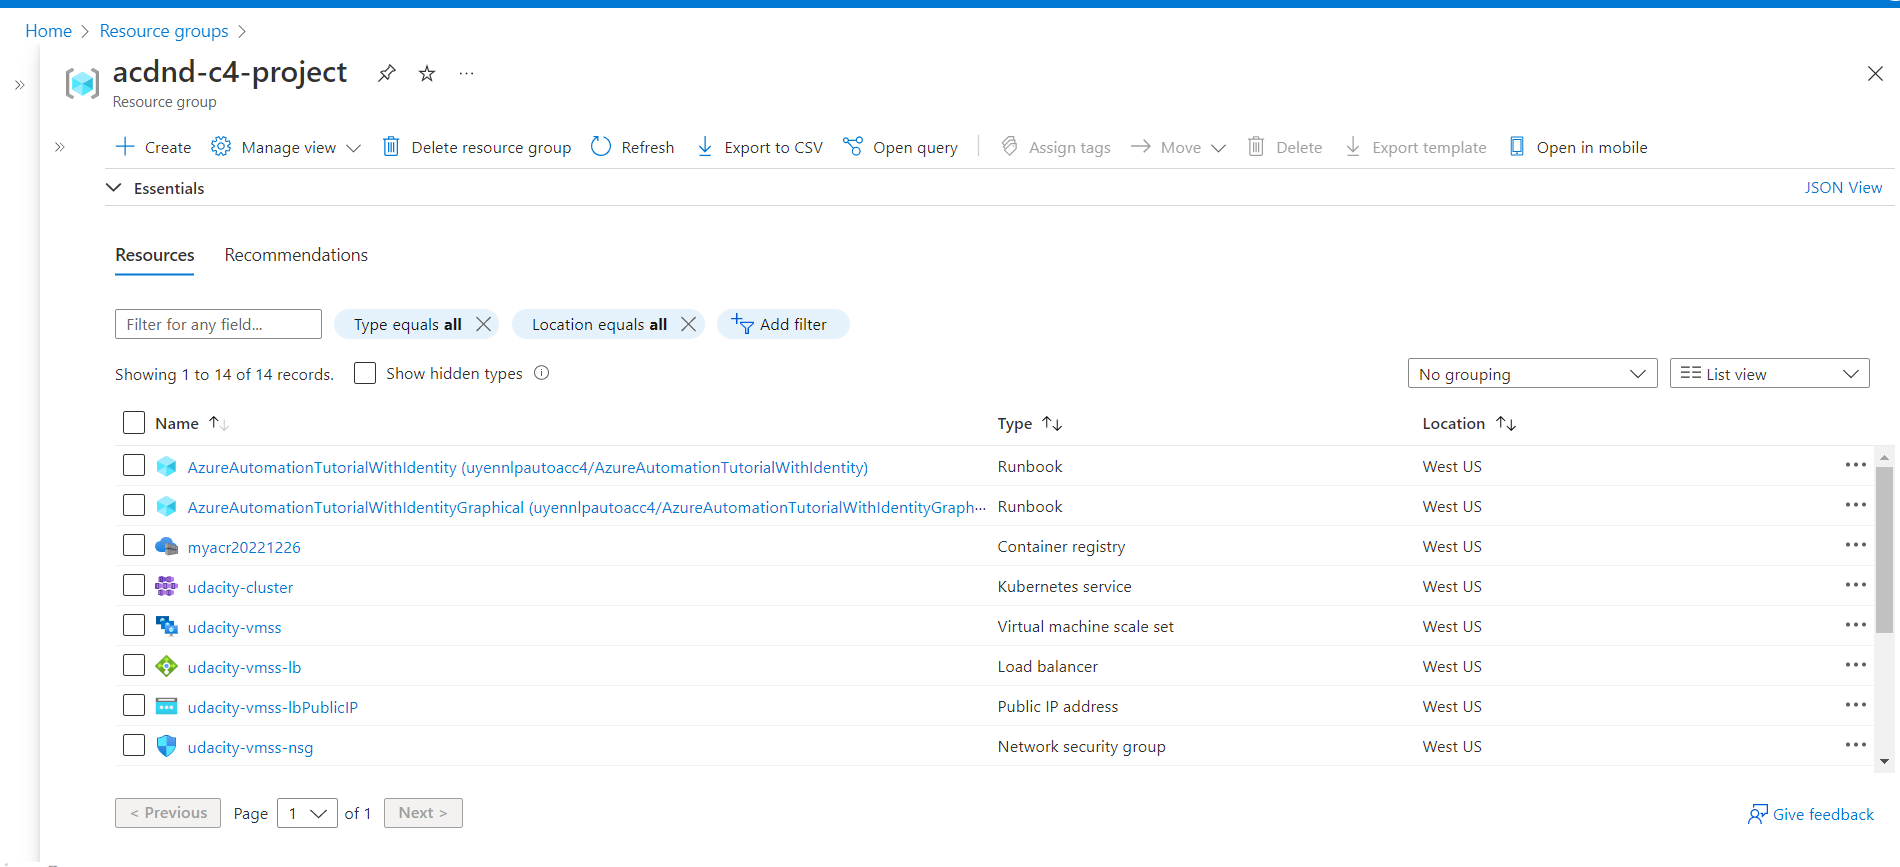 Home > Resource groups >
acdnd-c4-project
Resource group
Create Manage view Delete resource group Refresh Export to CSV Open query Assign tags Move Delete Export template Open in mobile
Essentials JSON View
Resources Recommendations
Filter for any field... Type equals all Location equals all Add filter
Showing 1 to 14 of 14 records. Show hidden types No grouping List view
Name Type Location
AzureAutomationTutorialWithIdentity (uyennlpautoacc4/AzureAutomationTutorialWithIdentity) Runbook West US
AzureAutomationTutorialWithIdentityGraphical (uyennlpautoacc4/AzureAutomationTutorialWithIdentityGraph... Runbook West US
myacr20221226 Container registry West US
udacity-cluster Kubernetes service West US
udacity-vmss Virtual machine scale set West US
udacity-vmss-lb Load balancer West US
udacity-vmss-lbPublicIP Public IP address West US
udacity-vmss-nsg Network security group West US
< Previous Page 1 of 1 Next > Give feedback